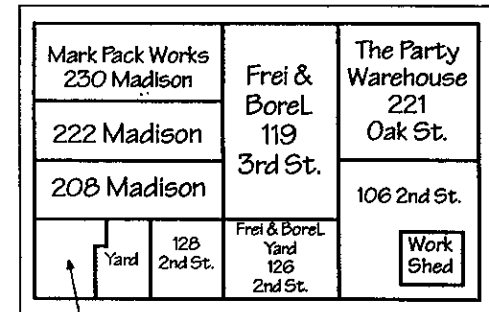 Mark Pack Works
230 Madison
222 Madison
208 Madison
Yard
128
2nd St.
Frei &
BoreL
119
3rd St.
Frei & BoreL
Yard
126
2nd St.
The Party
Warehouse
221
Oak St.
106 2nd St.
Work
Shed